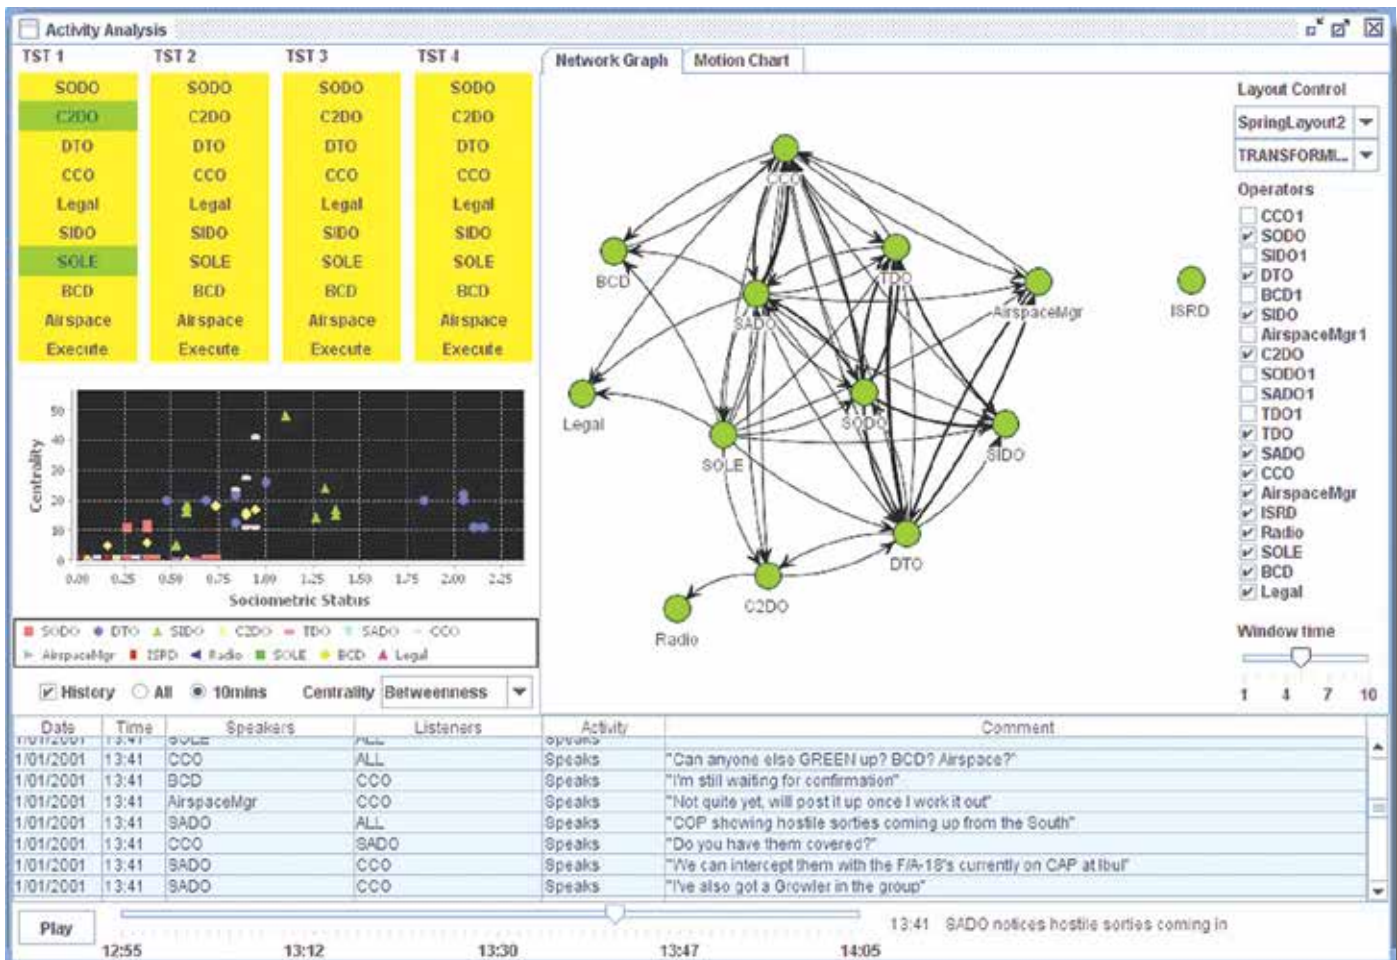 Activity Analysis
TST 1 TST 2 TST 3 TST 4
SODO SODO SODO SODO
C2DO C2DO C2DO C2DO
DTO DTO DTO DTO
CCO CCO CCO CCO
Legal Legal Legal Legal
SIDO SIDO SIDO SIDO
SOLE SOLE SOLE SOLE
BCD BCD BCD BCD
Airspace Airspace Airspace Airspace
Execute Execute Execute Execute
Centrality
50
40
30
20
10
0
0.00 0.25 0.50 0.75 1.00 1.25 1.50 1.75 2.00 2.25
Sociometric Status
SODO DTO SIDO C2DO TDO SADO CCO
AirspaceMgr ISRD Radio SOLE BCD Legal
History All 10mins Centrality Betweenness
Network Graph Motion Chart
CCO
BCD
TDO
SADO
AirspaceMgr
ISRD
Legal
SODO
SOLE
SIDO
DTO
C2DO
Radio
Layout Control
SpringLayout2
TRANSFORMI...
Operators
CCO1
SODO
SIDO1
DTO
BCD1
SIDO
AirspaceMgr1
C2DO
SODO1
SADO1
TDO1
TDO
SADO
CCO
AirspaceMgr
ISRD
Radio
SOLE
BCD
Legal
Window time
1 4 7 10
Date Time Speakers Listeners Activity Comment
1/01/2001 13:41 SOLE ALL Speaks
1/01/2001 13:41 CCO ALL Speaks "Can anyone else GREEN up? BCD? Airspace?"
1/01/2001 13:41 BCD CCO Speaks "I'm still waiting for confirmation"
1/01/2001 13:41 AirspaceMgr CCO Speaks "Not quite yet, will post it up once I work it out"
1/01/2001 13:41 SADO ALL Speaks "COP showing hostile sorties coming up from the South"
1/01/2001 13:41 CCO SADO Speaks "Do you have them covered?"
1/01/2001 13:41 SADO CCO Speaks "We can intercept them with the F/A-18's currently on CAP at Ibul"
1/01/2001 13:41 SADO CCO Speaks "I've also got a Growler in the group"
Play
12:55 13:12 13:30 13:47 14:05
13:41 SADO notices hostile sorties coming in